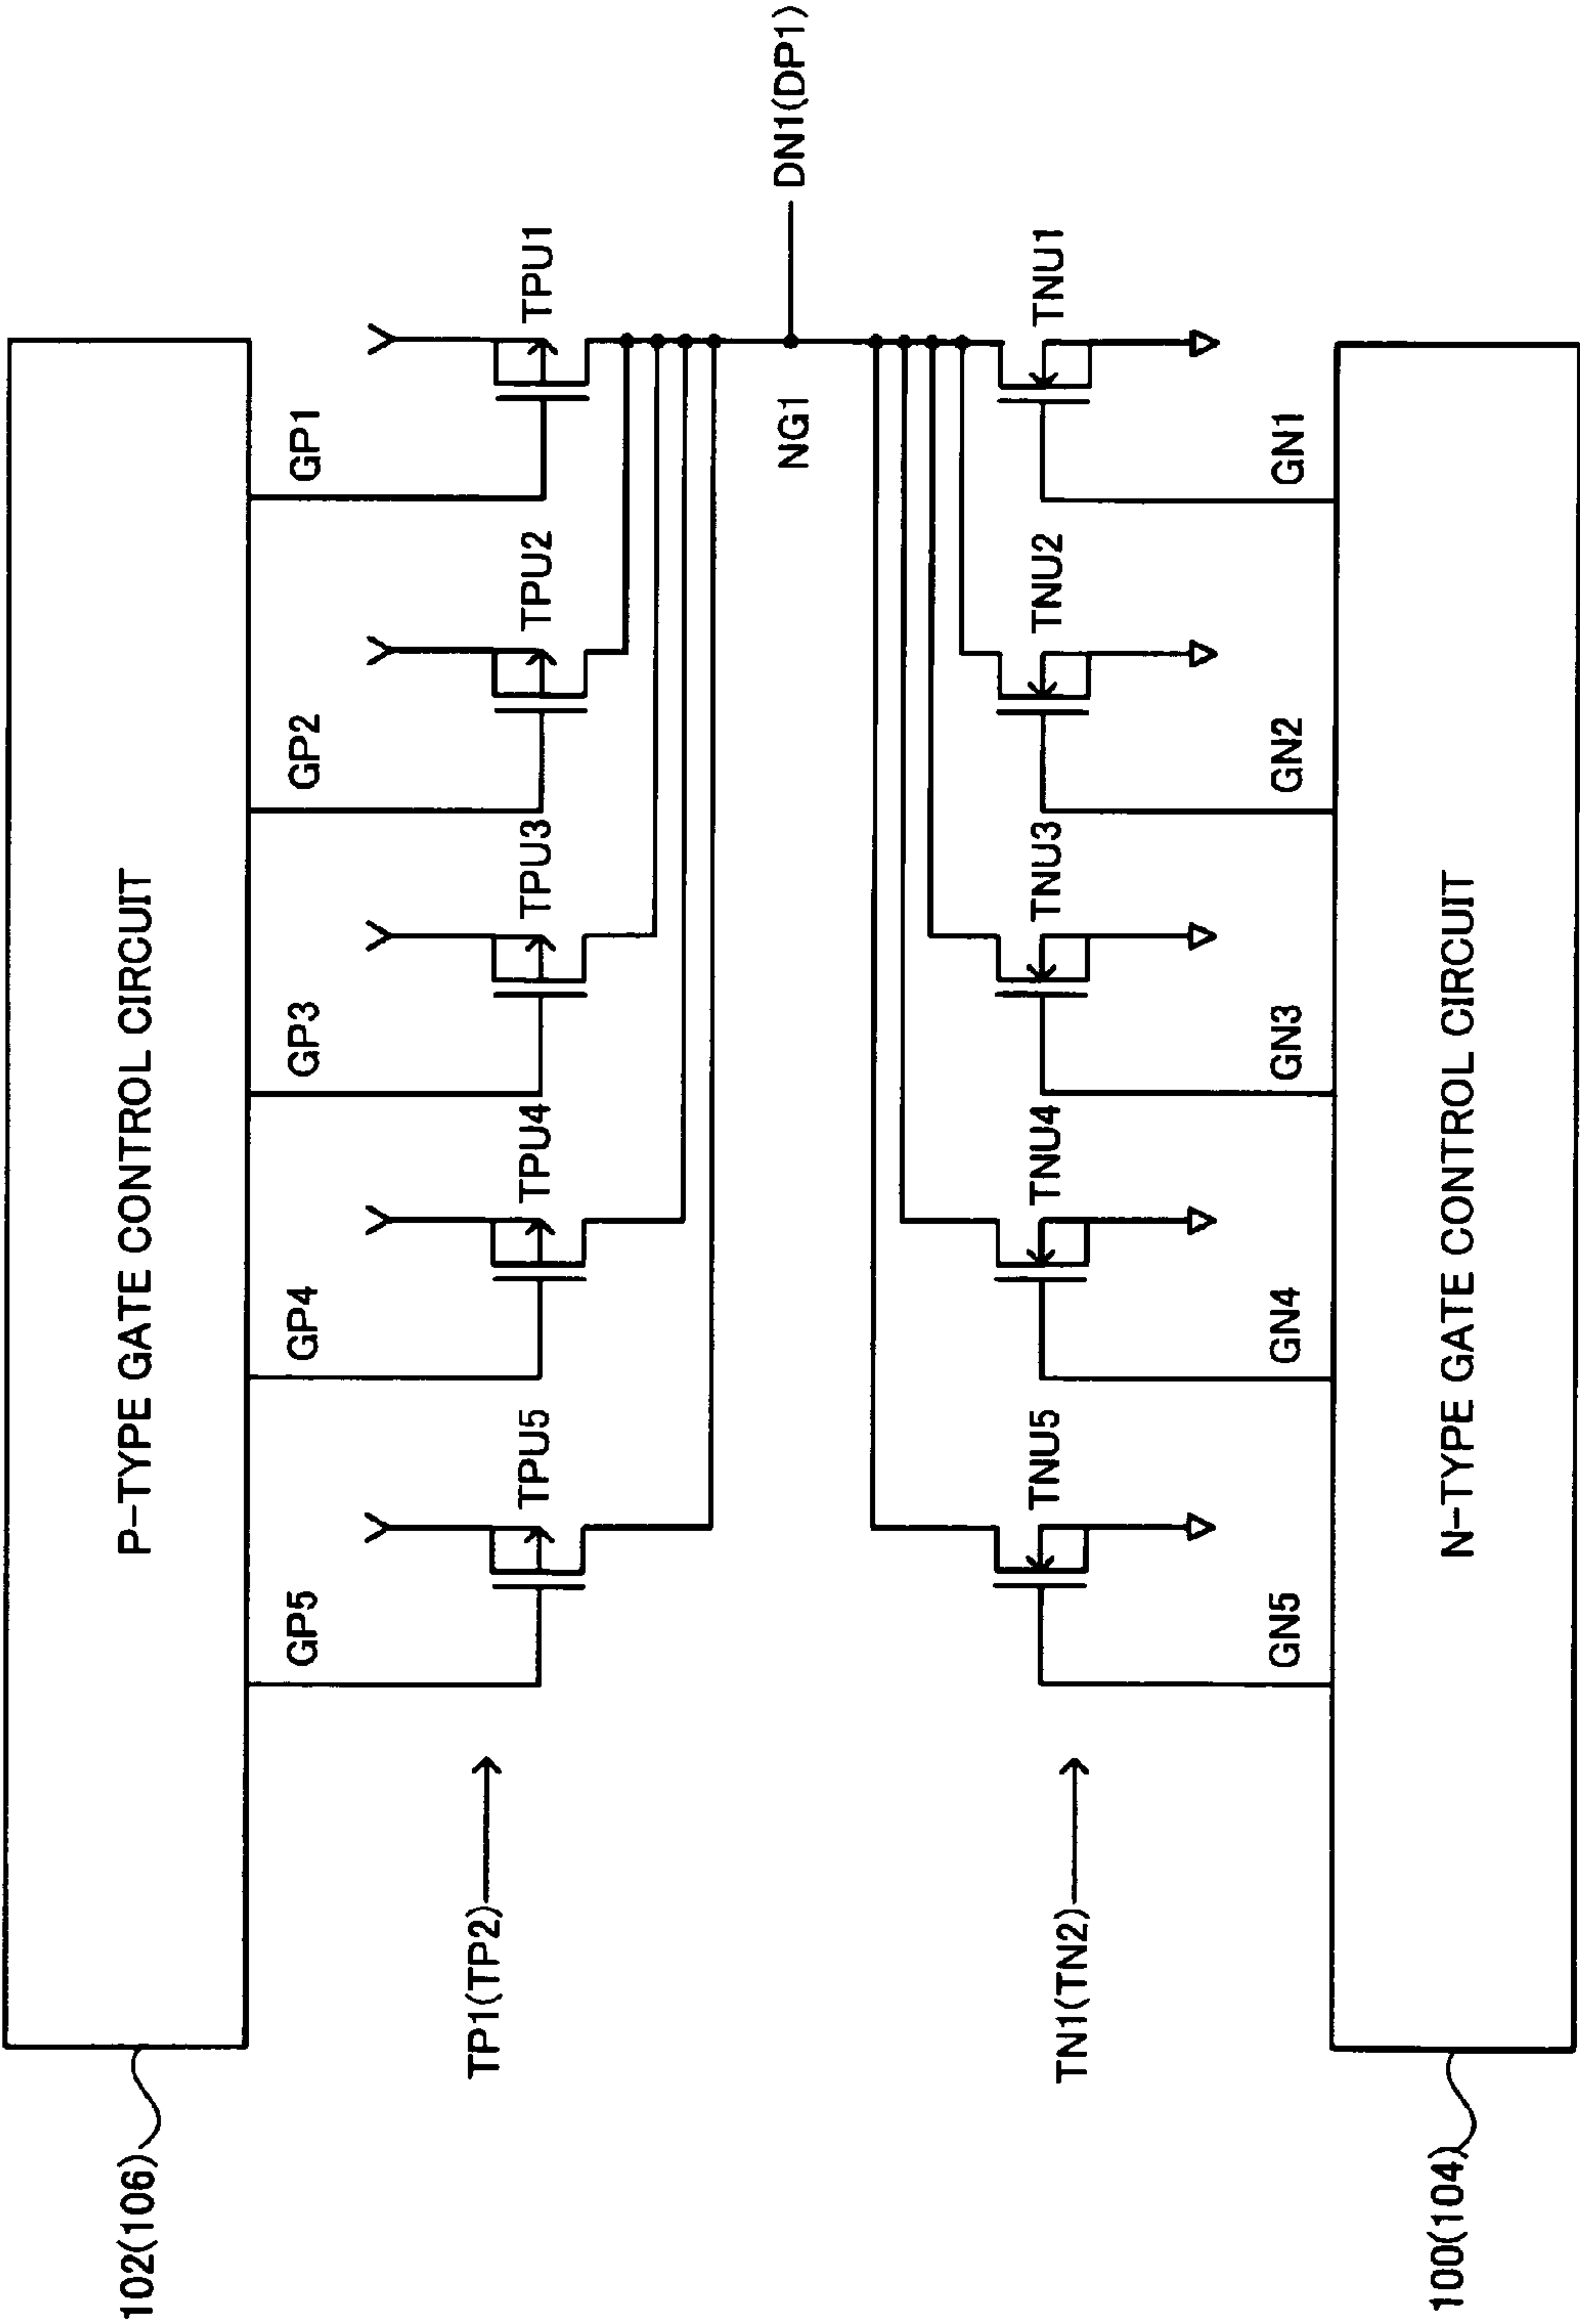 102(106)
P-TYPE GATE CONTROL CIRCUIT
GP5
GP4
GP3
GP2
GP1
TP1(TP2)
TPU5
TPU4
TPU3
TPU2
TPU1
NG1
DN1(DP1)
TN1(TN2)
TNU5
TNU4
TNU3
TNU2
TNU1
GN5
GN4
GN3
GN2
GN1
100(104)
N-TYPE GATE CONTROL CIRCUIT